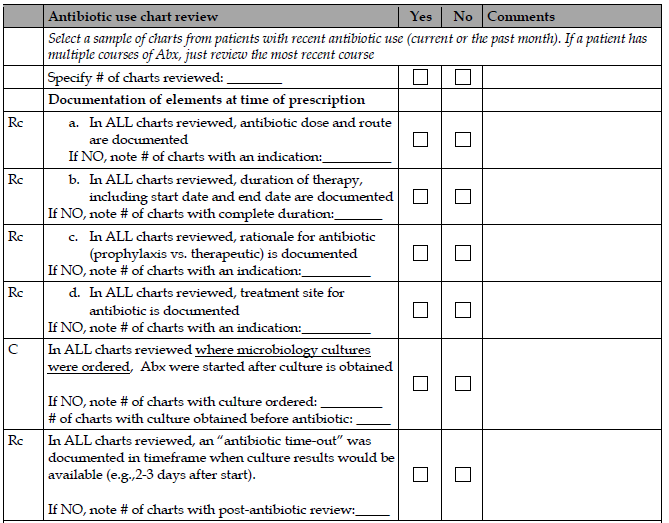 Antibiotic use chart review Yes No Comments
Select a sample of charts from patients with recent antibiotic use (current or the past month). If a patient has
multiple courses of Abx, just review the most recent course
Specify # of charts reviewed: ________
Documentation of elements at time of prescription
Rc a. In ALL charts reviewed, antibiotic dose and route
are documented
If NO, note # of charts with an indication:__________
Rc b. In ALL charts reviewed, duration of therapy,
including start date and end date are documented
If NO, note # of charts with complete duration:_______
Rc c. In ALL charts reviewed, rationale for antibiotic
(prophylaxis vs. therapeutic) is documented
If NO, note # of charts with an indication:__________
Rc d. In ALL charts reviewed, treatment site for
antibiotic is documented
If NO, note # of charts with an indication:__________
C In ALL charts reviewed where microbiology cultures
were ordered, Abx were started after culture is obtained
If NO, note # of charts with culture ordered: _________
# of charts with culture obtained before antibiotic: _____
Rc In ALL charts reviewed, an “antibiotic time-out” was
documented in timeframe when culture results would be
available (e.g.,2-3 days after start).
If NO, note # of charts with post-antibiotic review:_____